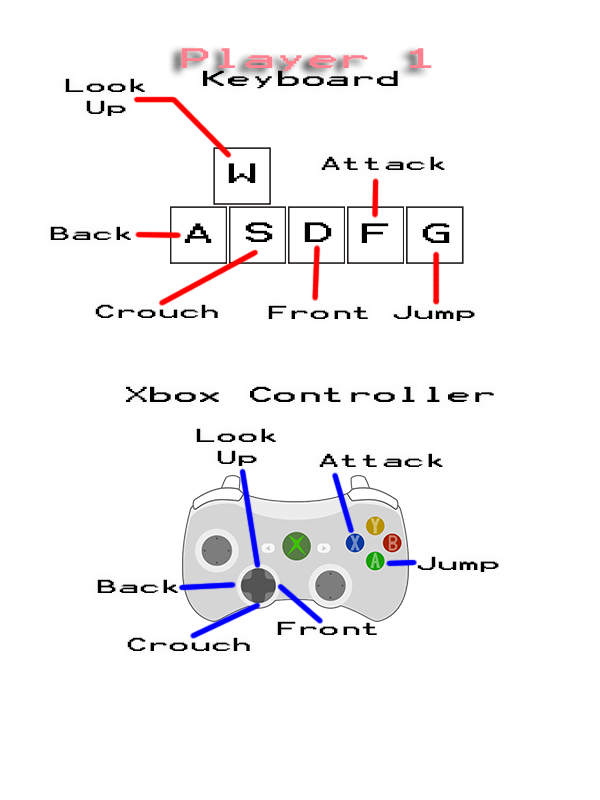 Player 1
Keyboard
Look
Up
W
Attack
A S D F G
Back
Crouch Front Jump
Xbox Controller
Look
Up
Attack
Y
X B
A
Jump
Back
Front
Crouch